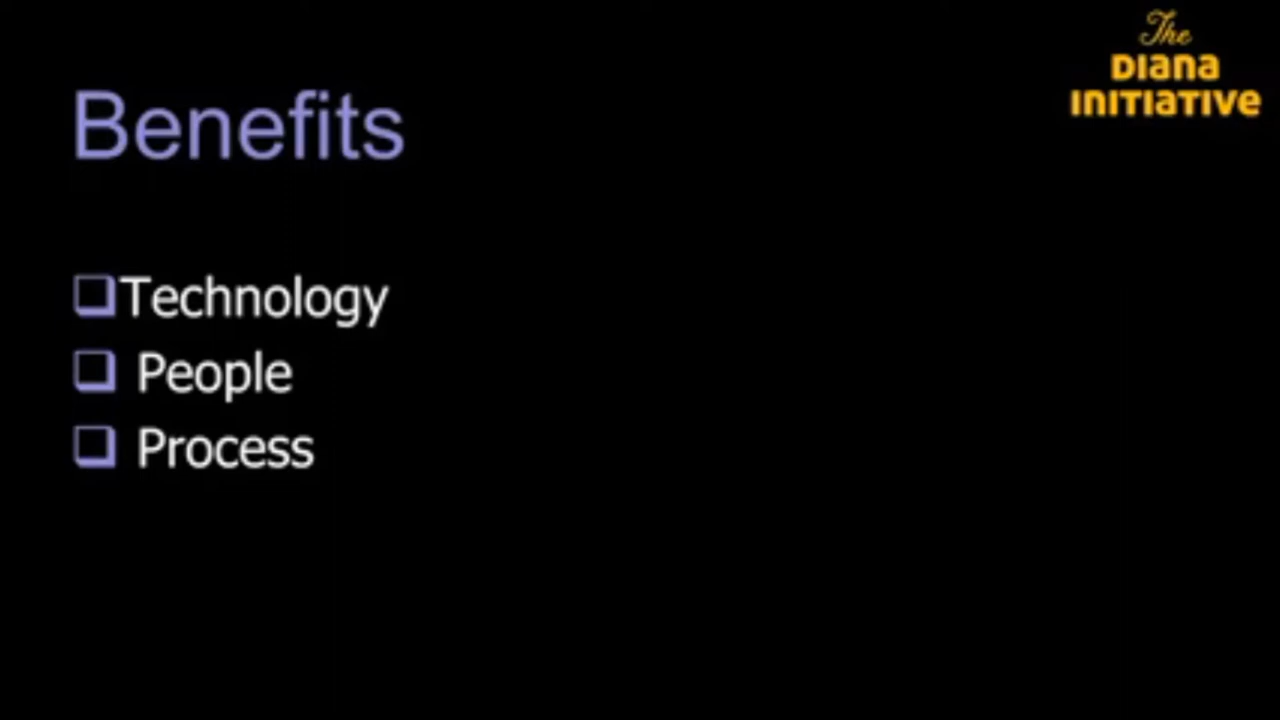 The
Diana
Initiative
Benefits
Technology
People
Process